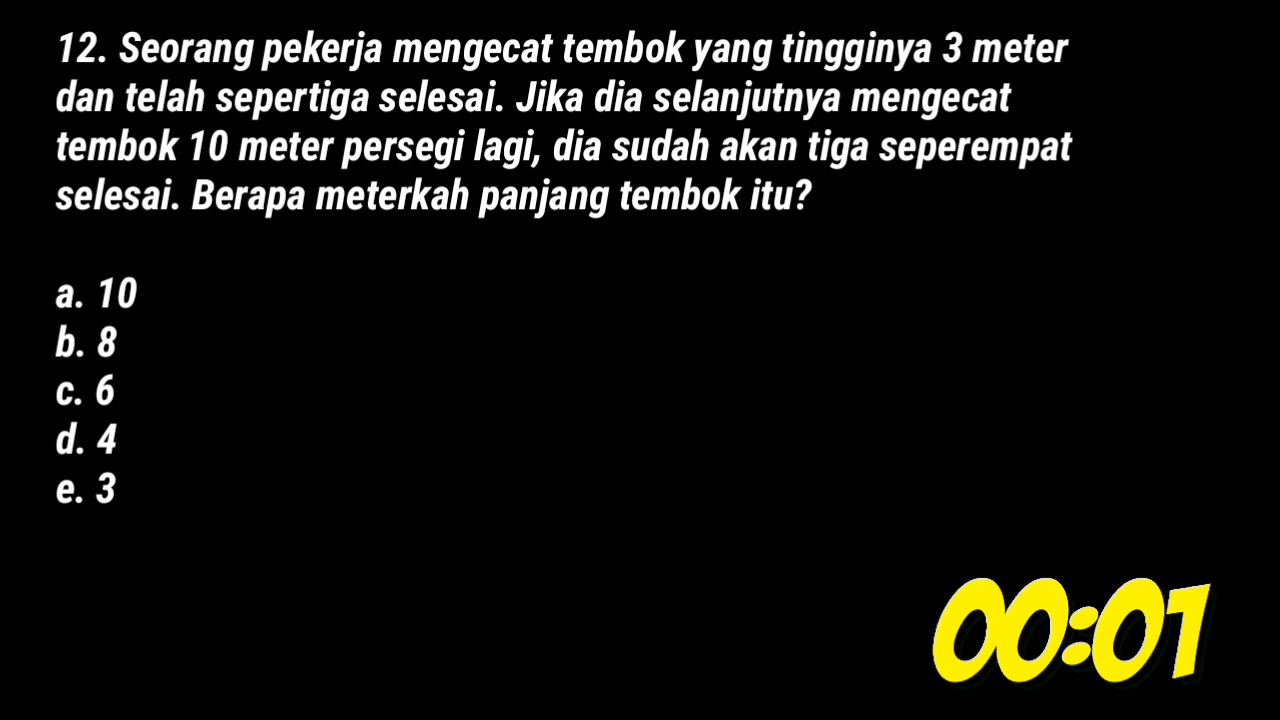 12. Seorang pekerja mengecat tembok yang tingginya 3 meter
dan telah sepertiga selesai. Jika dia selanjutnya mengecat
tembok 10 meter persegi lagi, dia sudah akan tiga seperempat
selesai. Berapa meterkah panjang tembok itu?
a. 10
b. 8
c. 6
d. 4
e. 3
00:01